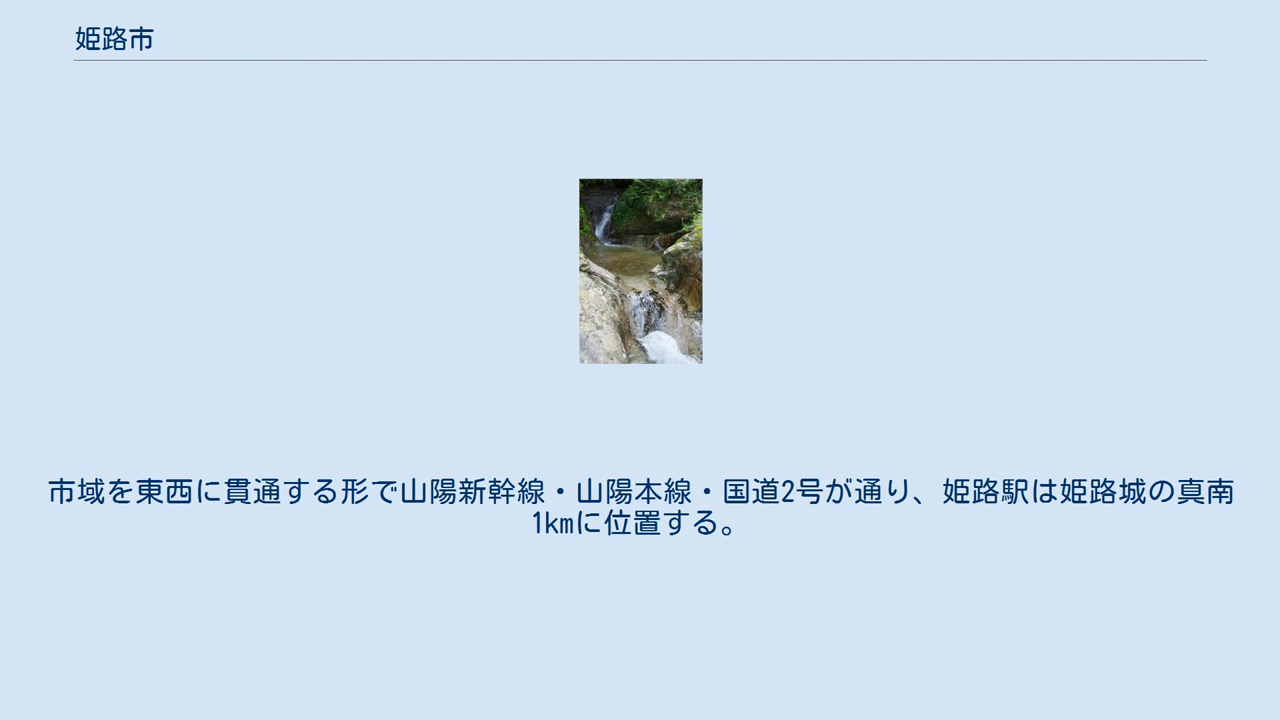 姫路市
市域を東西に貫通する形で山陽新幹線・山陽本線・国道2号が通り、姫路駅は姫路城の真南
1kmに位置する。